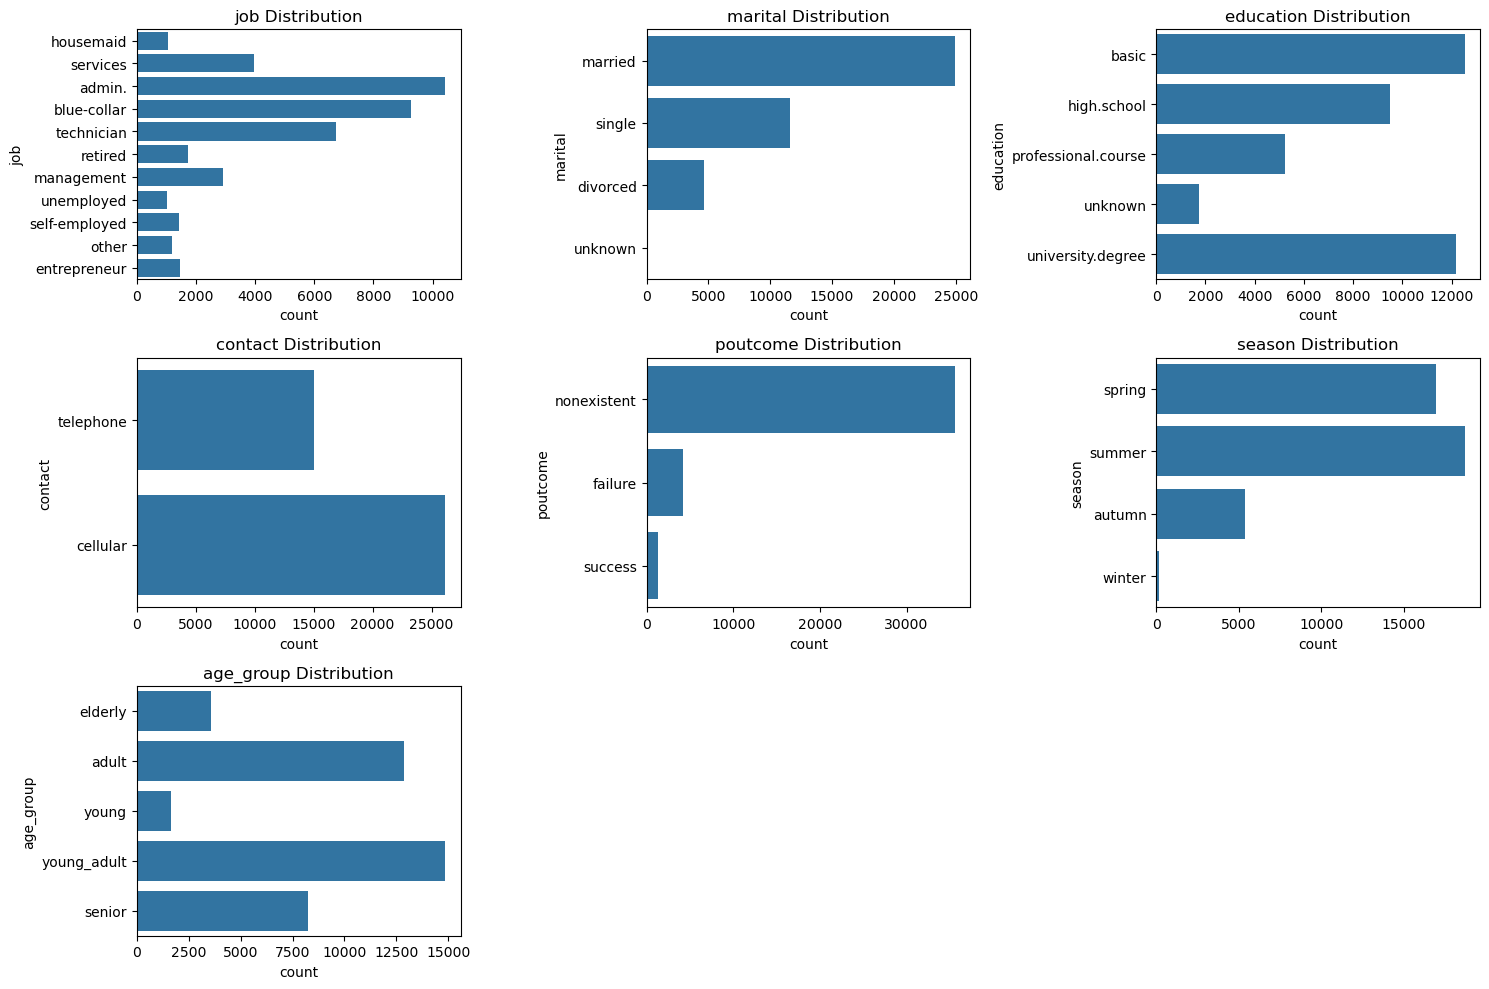 job Distribution
job
housemaid
services
admin.
blue-collar
technician
retired
management
unemployed
self-employed
other
entrepreneur
0 2000 4000 6000 8000 10000
count
marital Distribution
marital
married
single
divorced
unknown
0 5000 10000 15000 20000 25000
count
education Distribution
education
basic
high.school
professional.course
unknown
university.degree
0 2000 4000 6000 8000 10000 12000
count
contact Distribution
contact
telephone
cellular
0 5000 10000 15000 20000 25000
count
poutcome Distribution
poutcome
nonexistent
failure
success
0 10000 20000 30000
count
season Distribution
season
spring
summer
autumn
winter
0 5000 10000 15000
count
age_group Distribution
age_group
elderly
adult
young
young_adult
senior
0 2500 5000 7500 10000 12500 15000
count